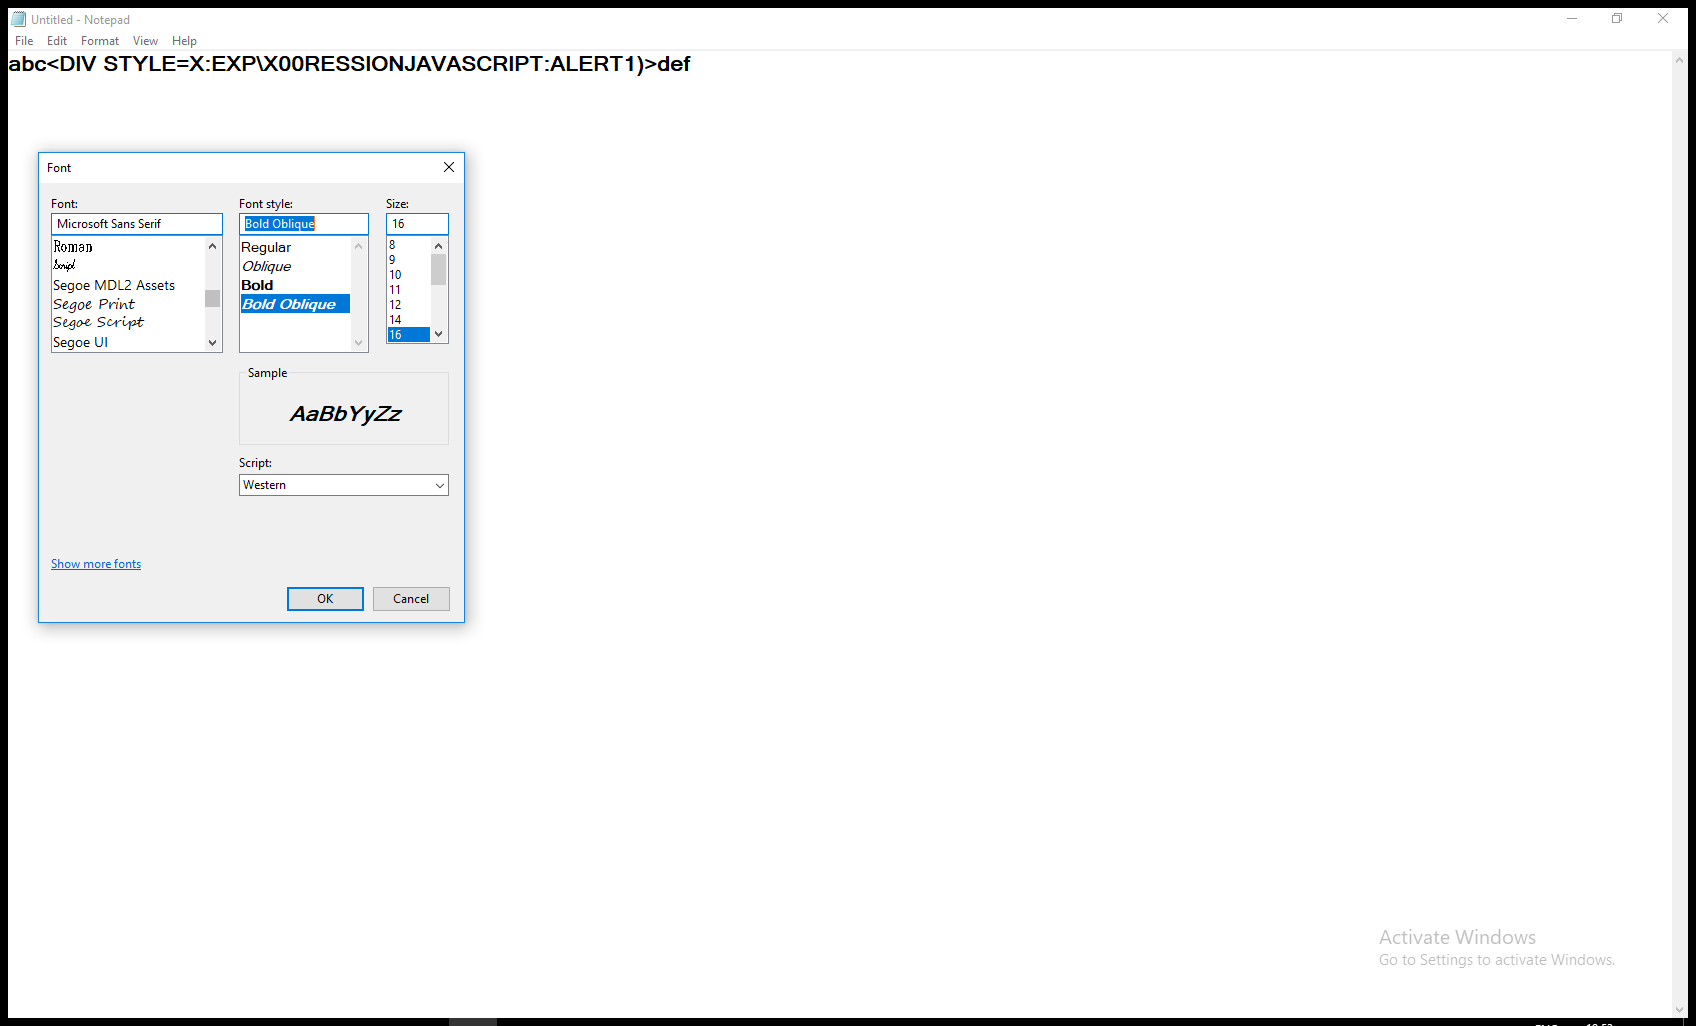 Untitled - Notepad
File Edit Format View Help
abc<DIV STYLE=X:EXP\X00RESSIONJAVASCRIPT:ALERT1)>def
Font
Font: Font style: Size:
Microsoft Sans Serif Bold Oblique 16
Roman
Script
Segoe MDL2 Assets
Segoe Print
Segoe Script
Segoe UI
Regular
Oblique
Bold
Bold Oblique
8
9
10
11
12
14
16
Sample
AaBbYyZz
Script:
Western
Show more fonts
OK Cancel
Activate Windows
Go to Settings to activate Windows.